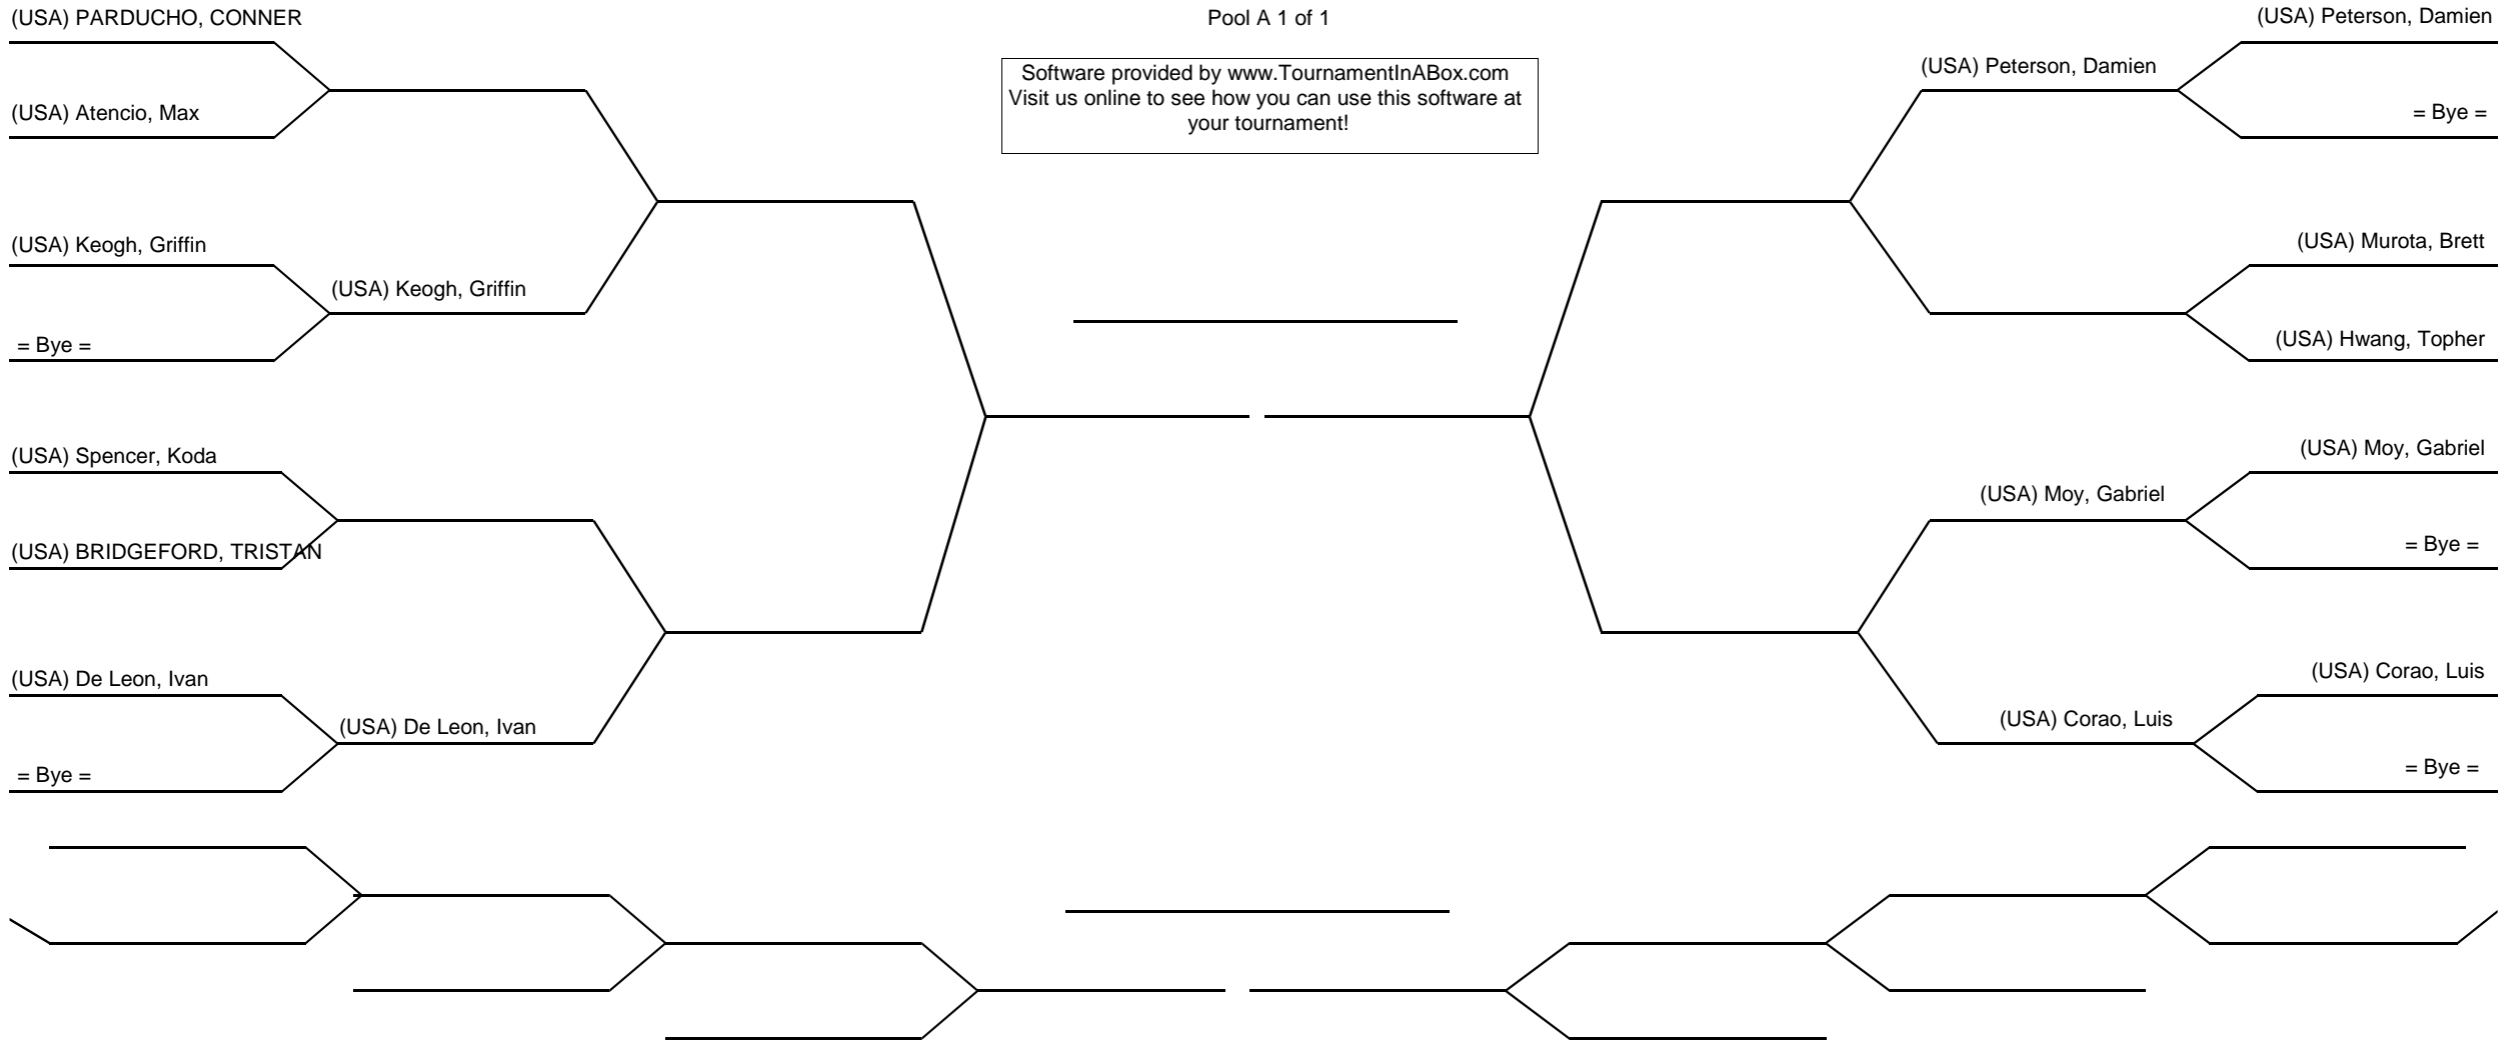 (USA) PARDUCHO, CONNER
(USA) Atencio, Max
(USA) Keogh, Griffin
(USA) Keogh, Griffin
= Bye =
(USA) Spencer, Koda
(USA) BRIDGEFORD, TRISTAN
(USA) De Leon, Ivan
(USA) De Leon, Ivan
= Bye =
Pool A 1 of 1
Software provided by www.TournamentInABox.com
Visit us online to see how you can use this software at
your tournament!
(USA) Peterson, Damien
(USA) Peterson, Damien
= Bye =
(USA) Murota, Brett
(USA) Hwang, Topher
(USA) Moy, Gabriel
(USA) Moy, Gabriel
= Bye =
(USA) Corao, Luis
(USA) Corao, Luis
= Bye =